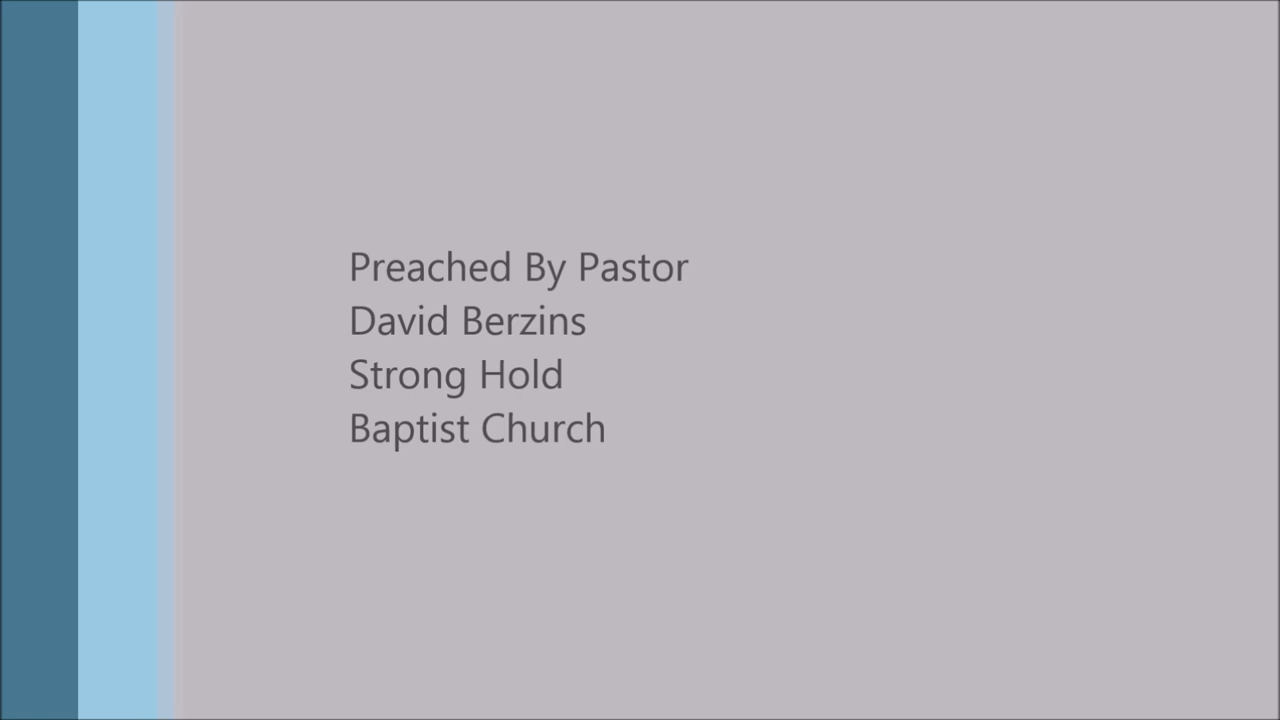 Preached By Pastor
David Berzins
Strong Hold
Baptist Church